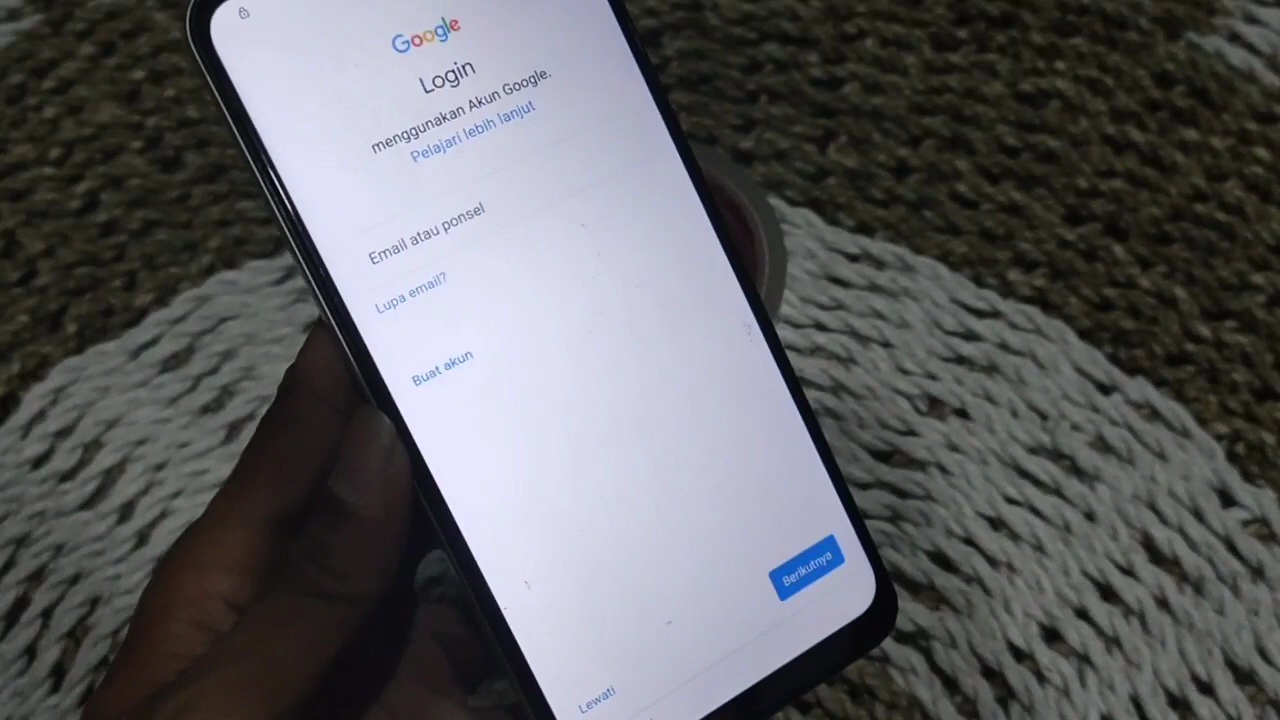 Google
Login
menggunakan Akun Google.
Pelajari lebih lanjut
Email atau ponsel
Lupa email?
Buat akun
Berikutnya
Lewati